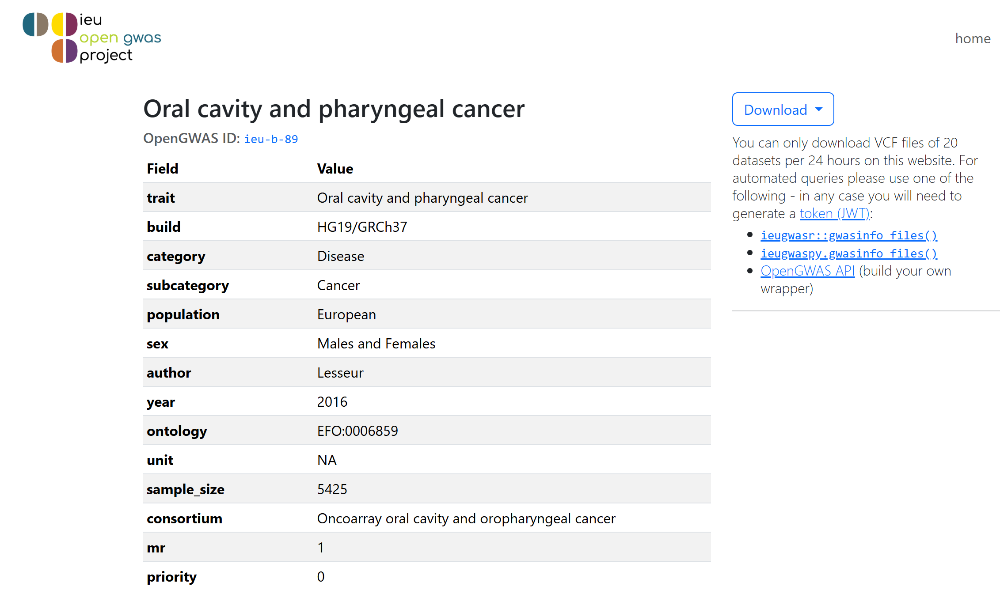 ieu
open gwas
project
home
Oral cavity and pharyngeal cancer
OpenGWAS ID: ieu-b-89
Field Value
trait Oral cavity and pharyngeal cancer
build HG19/GRCh37
category Disease
subcategory Cancer
population European
sex Males and Females
author Lesseur
year 2016
ontology EFO:0006859
unit NA
sample_size 5425
consortium Oncoarray oral cavity and oropharyngeal cancer
mr 1
priority 0
Download
You can only download VCF files of 20
datasets per 24 hours on this website. For
automated queries please use one of the
following - in any case you will need to
generate a token (JWT):
ieugwasr::gwasinfo_files()
ieugwaspy.gwasinfo_files()
OpenGWAS API (build your own
wrapper)